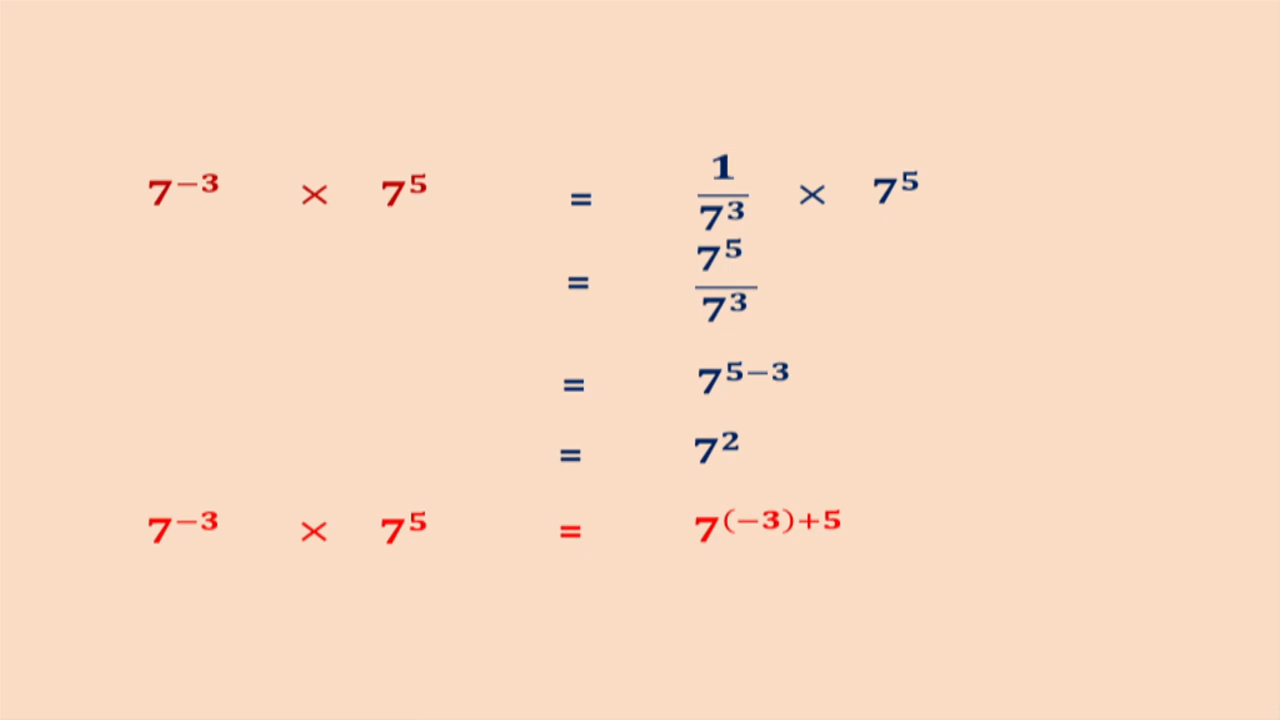 7⁻³ × 7⁵ = 1/7³ × 7⁵
= 7⁵/7³
= 7⁵⁻³
= 7²
7⁻³ × 7⁵ = 7⁽⁻³⁾⁺⁵